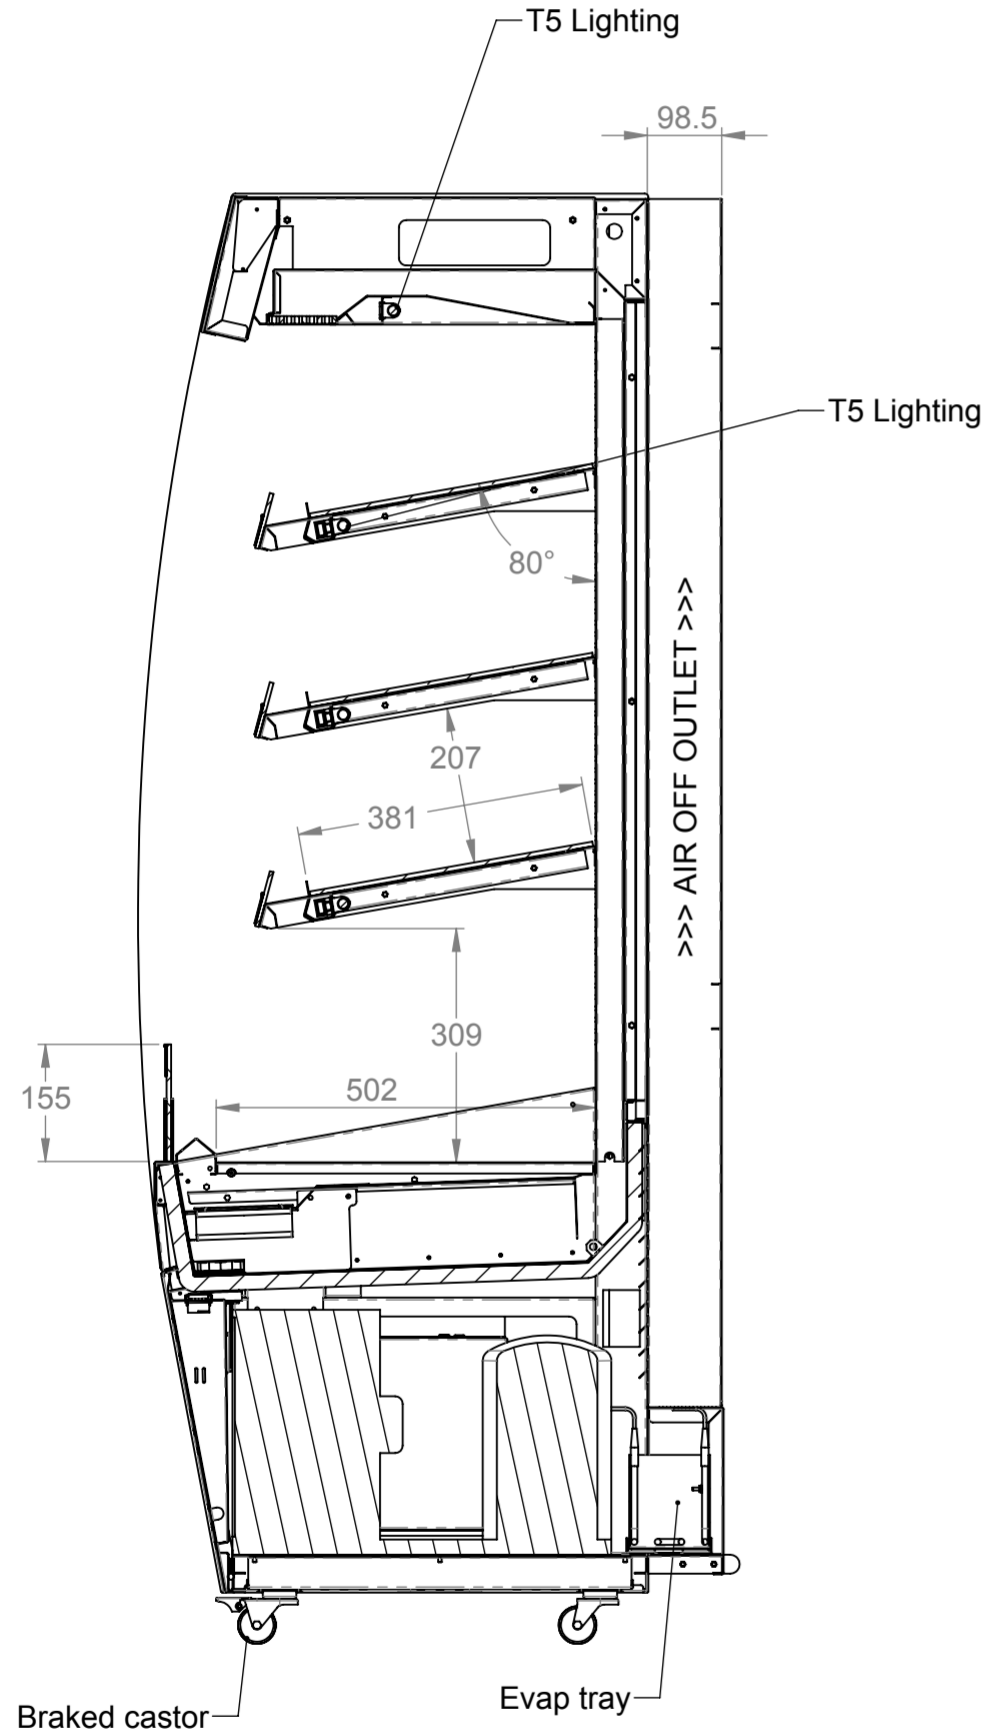 T5 Lighting
98.5
T5 Lighting
80°
>>> AIR OFF OUTLET >>>
207
381
309
155
502
Evap tray
Braked castor